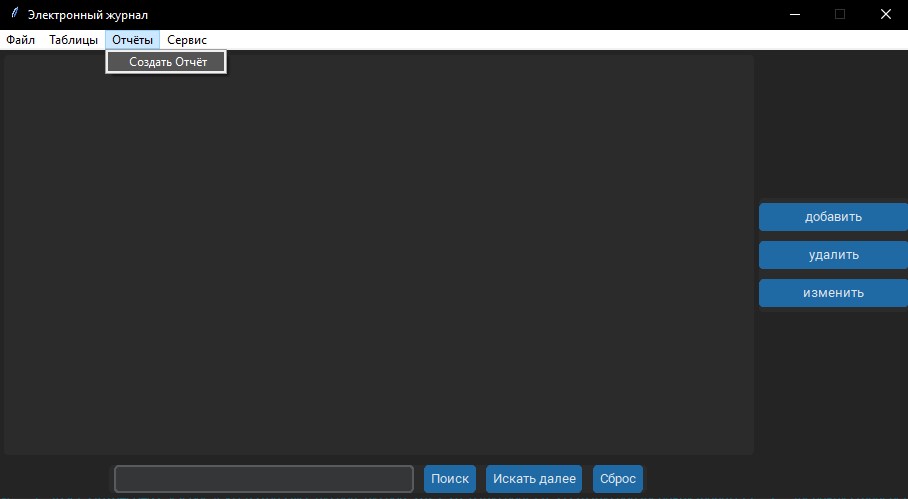 Электронный журнал
Файл Таблицы Отчёты Сервис
Создать Отчёт
добавить
удалить
изменить
Поиск Искать далее Сброс